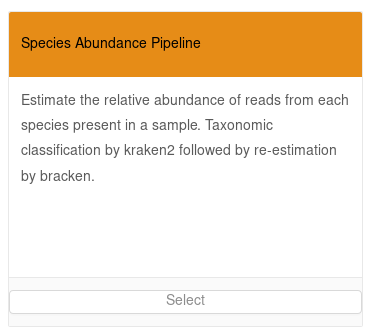 Species Abundance Pipeline
Estimate the relative abundance of reads from each
species present in a sample. Taxonomic
classification by kraken2 followed by re-estimation
by bracken.
Select